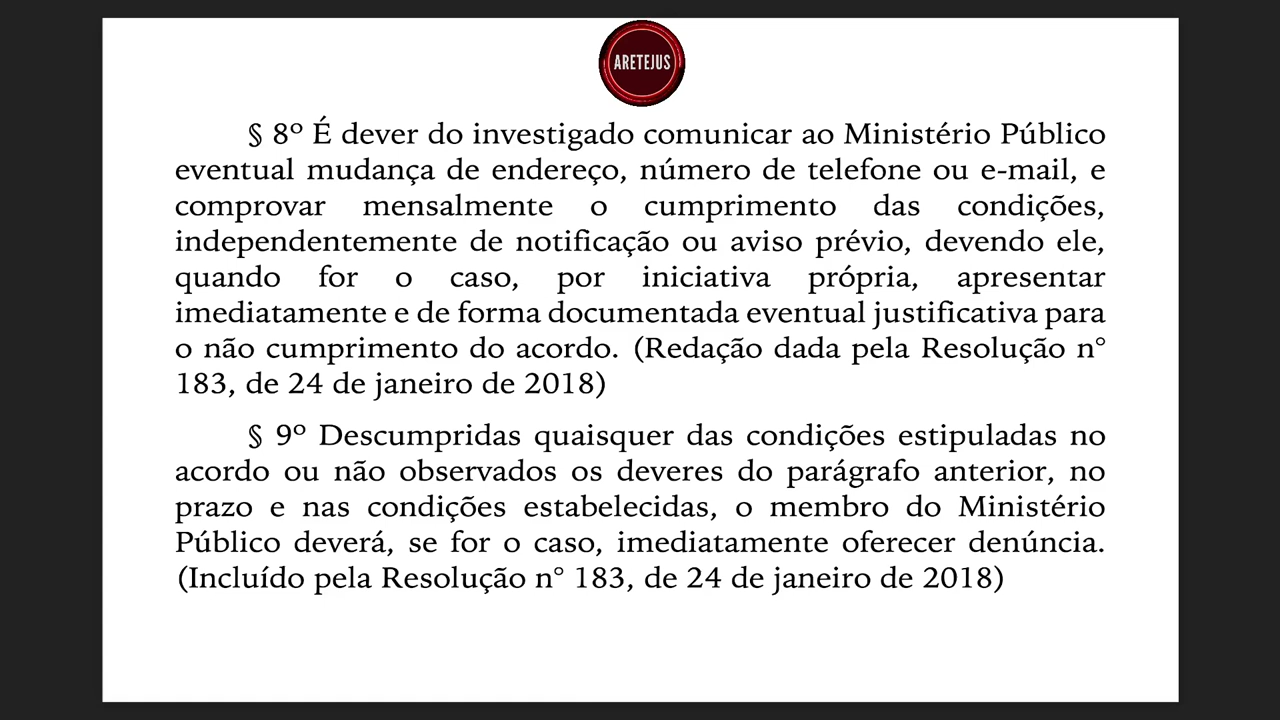 ARETEJUS
§ 8º É dever do investigado comunicar ao Ministério Público
eventual mudança de endereço, número de telefone ou e-mail, e
comprovar mensalmente o cumprimento das condições,
independentemente de notificação ou aviso prévio, devendo ele,
quando for o caso, por iniciativa própria, apresentar
imediatamente e de forma documentada eventual justificativa para
o não cumprimento do acordo. (Redação dada pela Resolução n°
183, de 24 de janeiro de 2018)
§ 9º Descumpridas quaisquer das condições estipuladas no
acordo ou não observados os deveres do parágrafo anterior, no
prazo e nas condições estabelecidas, o membro do Ministério
Público deverá, se for o caso, imediatamente oferecer denúncia.
(Incluído pela Resolução n° 183, de 24 de janeiro de 2018)